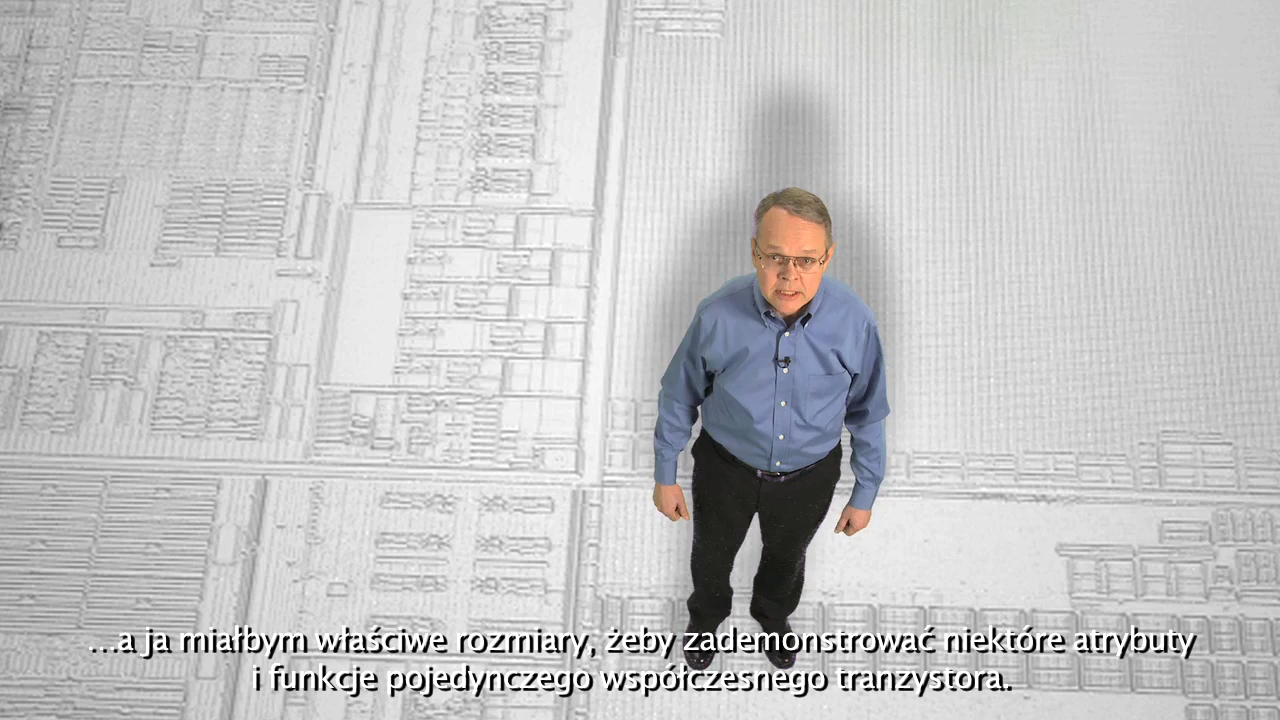 ...a ja miałbym właściwe rozmiary, żeby zademonstrować niektóre atrybuty
i funkcje pojedynczego współczesnego tranzystora.